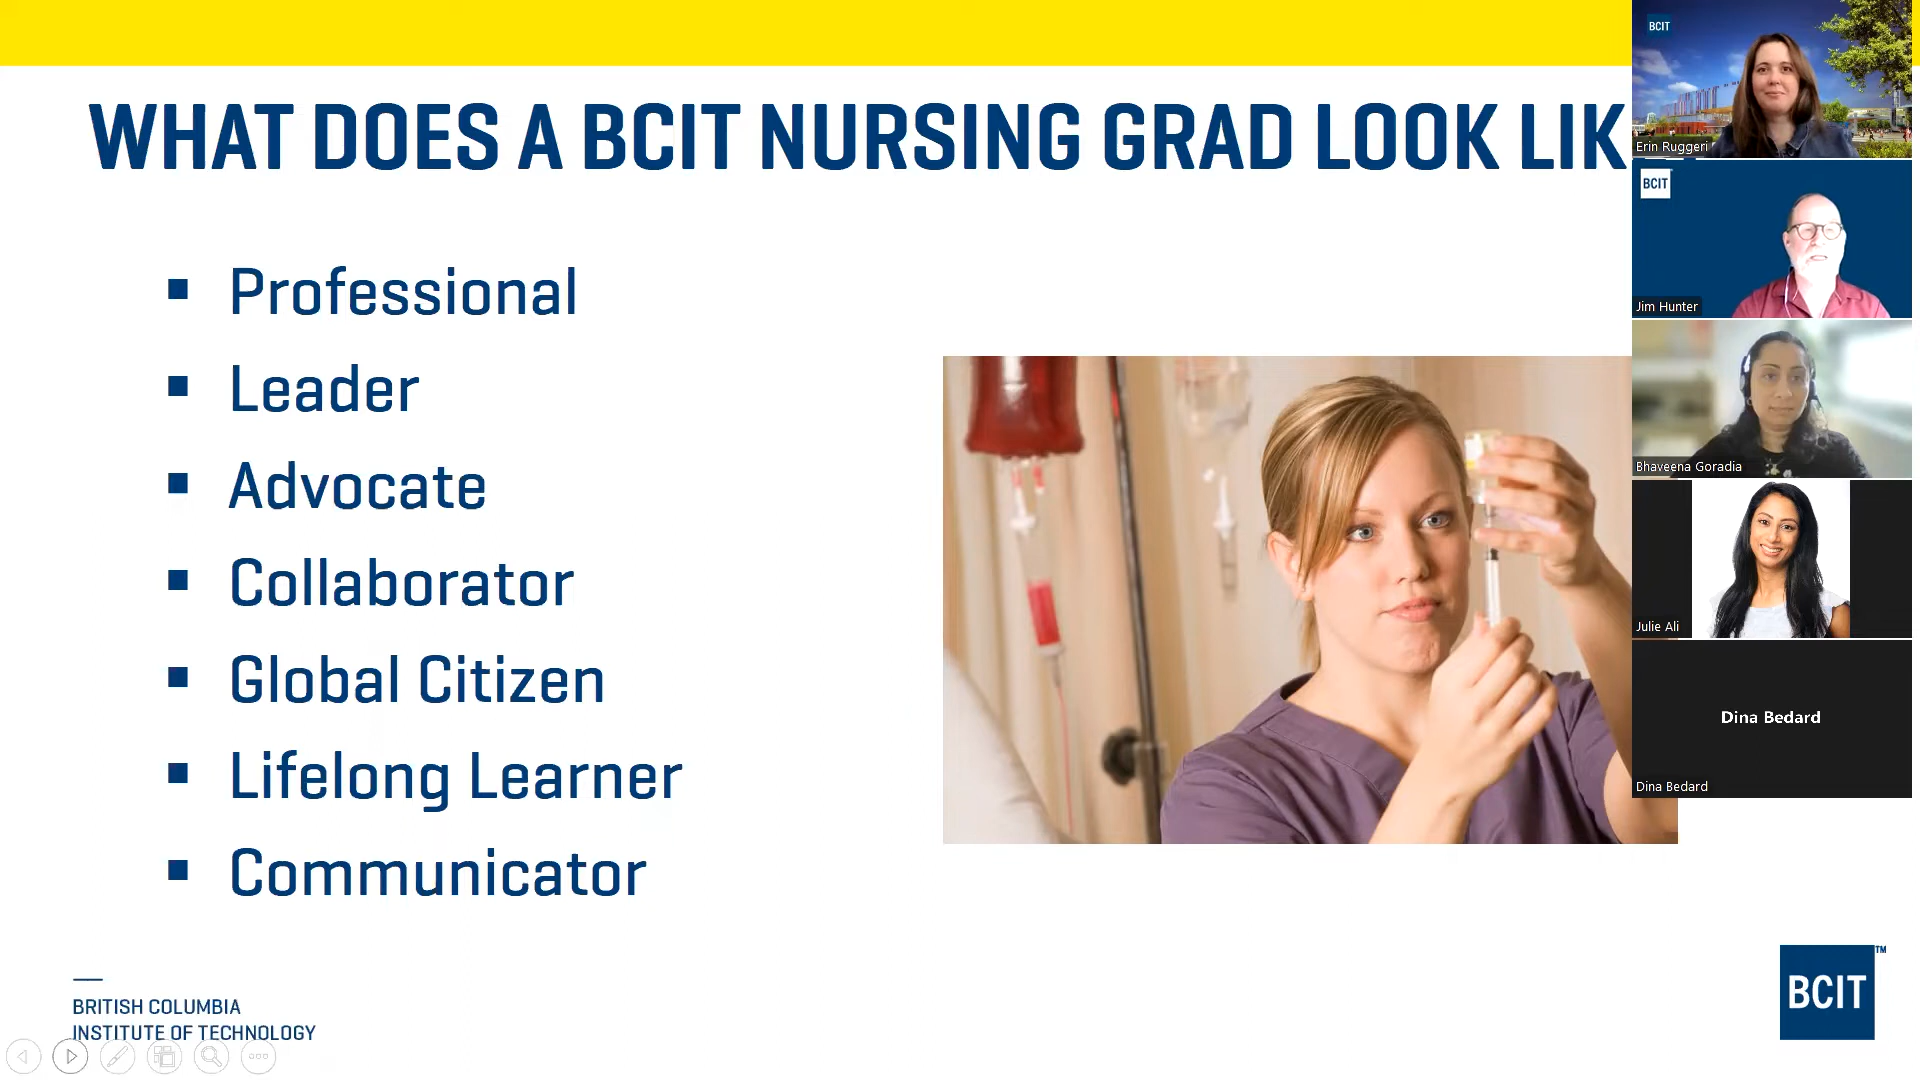 WHAT DOES A BCIT NURSING GRAD LOOK LIK
Professional
Leader
Advocate
Collaborator
Global Citizen
Lifelong Learner
Communicator
BRITISH COLUMBIA
INSTITUTE OF TECHNOLOGY
BCIT
Erin Ruggeri
BCIT
Jim Hunter
Bhaveena Goradia
Julie Ali
Dina Bedard
Dina Bedard
BCIT™